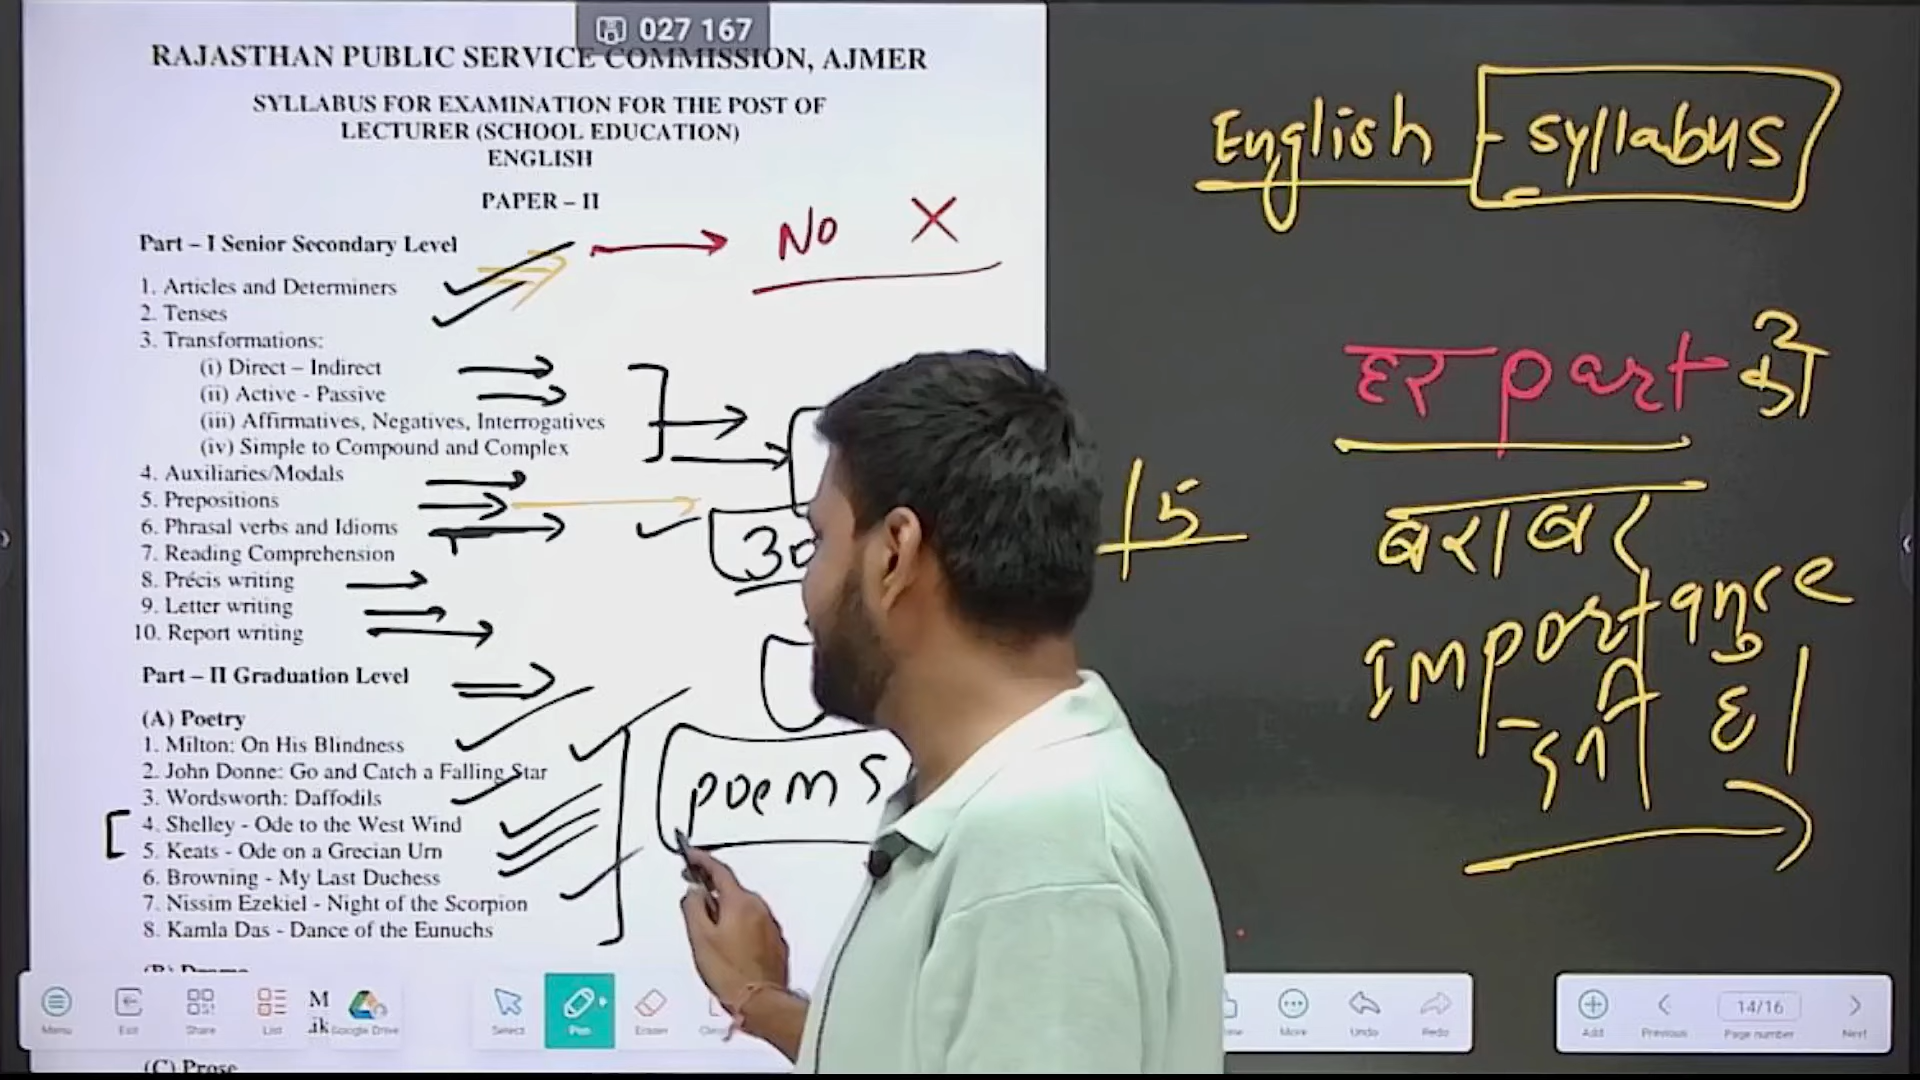 027 167
RAJASTHAN PUBLIC SERVICE COMMISSION, AJMER
SYLLABUS FOR EXAMINATION FOR THE POST OF
LECTURER (SCHOOL EDUCATION)
ENGLISH
PAPER – II
Part – I Senior Secondary Level
No X
1. Articles and Determiners
2. Tenses
3. Transformations:
(i) Direct – Indirect
(ii) Active - Passive
(iii) Affirmatives, Negatives, Interrogatives
(iv) Simple to Compound and Complex
4. Auxiliaries/Modals
5. Prepositions
6. Phrasal verbs and Idioms
30
7. Reading Comprehension
8. Précis writing
9. Letter writing
10. Report writing
Part – II Graduation Level
(A) Poetry
1. Milton: On His Blindness
2. John Donne: Go and Catch a Falling Star
3. Wordsworth: Daffodils
poems
4. Shelley - Ode to the West Wind
5. Keats - Ode on a Grecian Urn
6. Browning - My Last Duchess
7. Nissim Ezekiel - Night of the Scorpion
8. Kamla Das - Dance of the Eunuchs
(B) Drama
(C) Prose
English - syllabus
हर part को
15
बराबर
Importance
देनी है।
Menu
Exit
Share
List
Google Drive
Select
Pen
Eraser
More
Undo
Redo
Add
Previous
14/16
Page number
Next